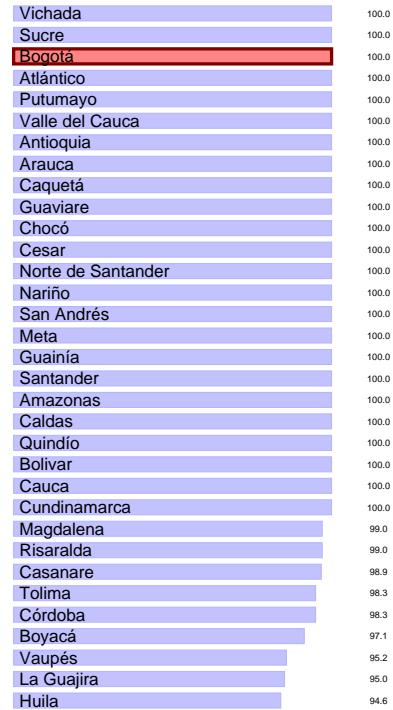 Vichada 100.0
Sucre 100.0
Bogotá 100.0
Atlántico 100.0
Putumayo 100.0
Valle del Cauca 100.0
Antioquia 100.0
Arauca 100.0
Caquetá 100.0
Guaviare 100.0
Chocó 100.0
Cesar 100.0
Norte de Santander 100.0
Nariño 100.0
San Andrés 100.0
Meta 100.0
Guainía 100.0
Santander 100.0
Amazonas 100.0
Caldas 100.0
Quindío 100.0
Bolivar 100.0
Cauca 100.0
Cundinamarca 100.0
Magdalena 99.0
Risaralda 99.0
Casanare 98.9
Tolima 98.3
Córdoba 98.3
Boyacá 97.1
Vaupés 95.2
La Guajira 95.0
Huila 94.6